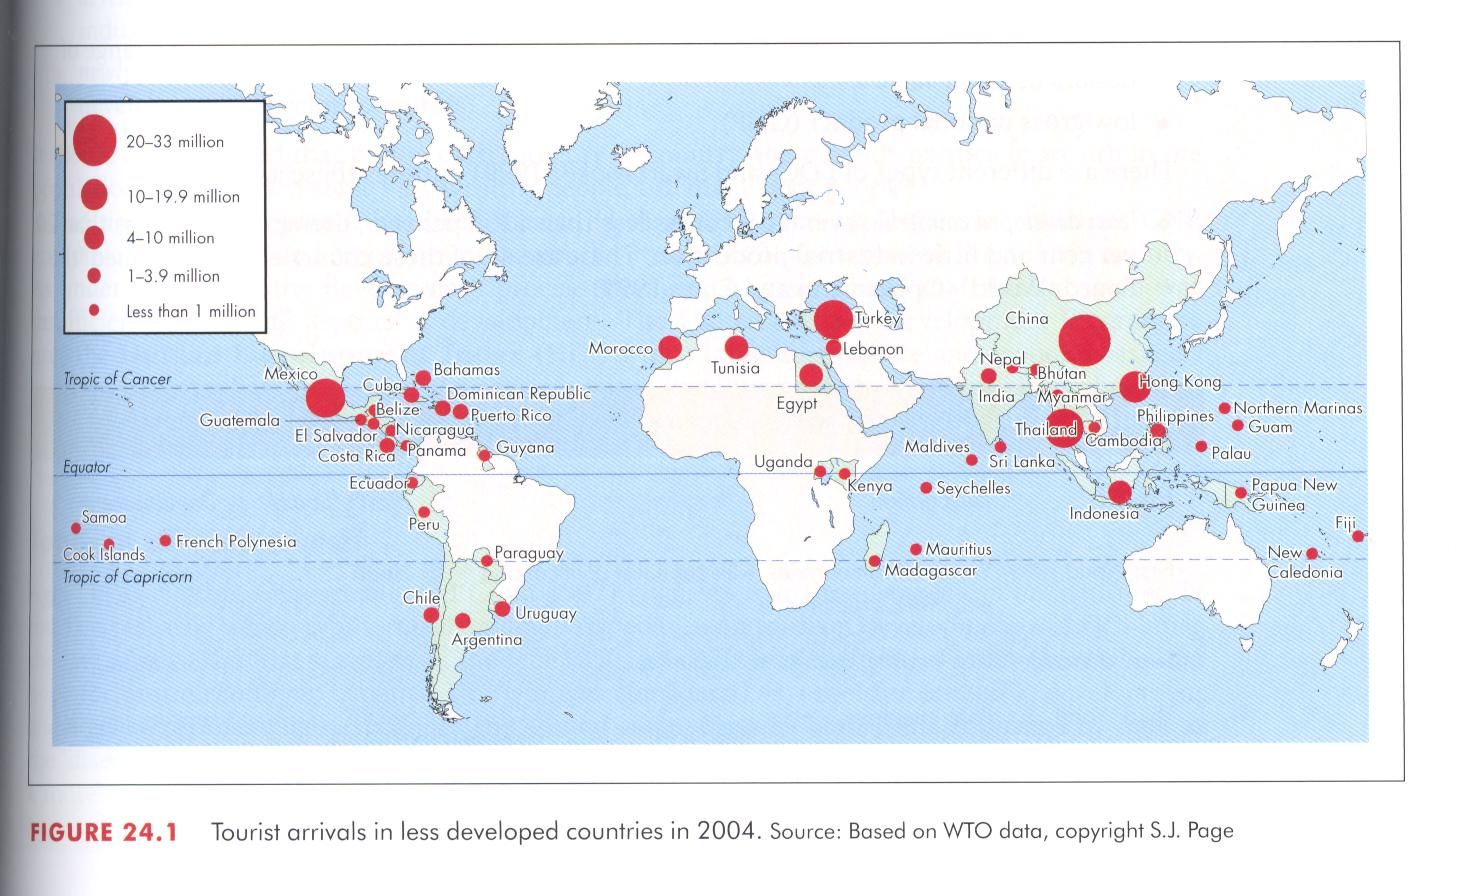 20–33 million
10–19.9 million
4–10 million
1–3.9 million
Less than 1 million
China
Turkey
Morocco
Lebanon
Tunisia
Nepal
Bahamas
Mexico
Bhutan
Tropic of Cancer
Cuba
Hong Kong
Dominican Republic
India
Myanmar
Egypt
Belize
Puerto Rico
Northern Marinas
Guatemala
Philippines
Guam
Nicaragua
Thailand
El Salvador
Cambodia
Guyana
Maldives
Costa Rica
Panama
Palau
Uganda
Sri Lanka
Equator
Ecuador
Kenya
Seychelles
Papua New
Guinea
Indonesia
Samoa
Peru
Fiji
French Polynesia
Cook Islands
Paraguay
Mauritius
New
Caledonia
Madagascar
Tropic of Capricorn
Chile
Uruguay
Argentina
FIGURE 24.1 Tourist arrivals in less developed countries in 2004. Source: Based on WTO data, copyright S.J. Page